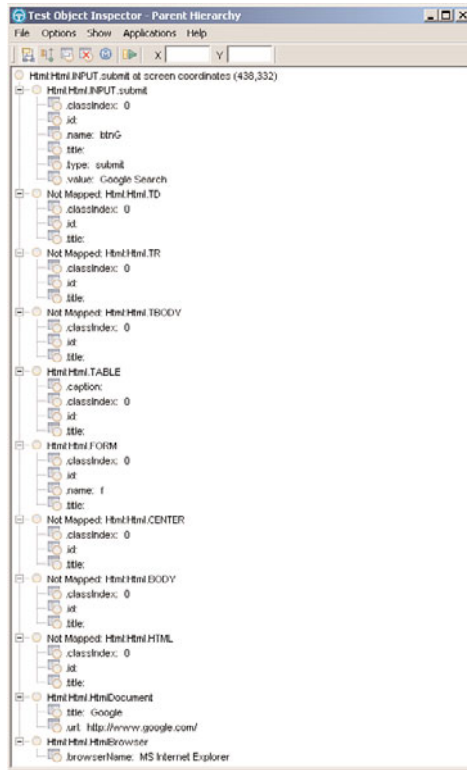 Test Object Inspector - Parent Hierarchy
File Options Show Applications Help
X Y
Html:Html.INPUT.submit at screen coordinates (438,332)
Html:Html.INPUT.submit
.classIndex: 0
.id:
.name: btnG
.title:
.type: submit
.value: Google Search
Not Mapped: Html:Html.TD
.classIndex: 0
.id:
.title:
Not Mapped: Html:Html.TR
.classIndex: 0
.id:
.title:
Not Mapped: Html:Html.TBODY
.classIndex: 0
.id:
.title:
Html:Html.TABLE
.caption:
.classIndex: 0
.id:
.title:
Html:Html.FORM
.classIndex: 0
.id:
.name: f
.title:
Not Mapped: Html:Html.CENTER
.classIndex: 0
.id:
.title:
Not Mapped: Html:Html.BODY
.classIndex: 0
.id:
.title:
Not Mapped: Html:Html.HTML
.classIndex: 0
.id:
.title:
Html:Html.HtmlDocument
.title: Google
.url: http://www.google.com/
Html:Html.HtmlBrowser
.browserName: MS Internet Explorer